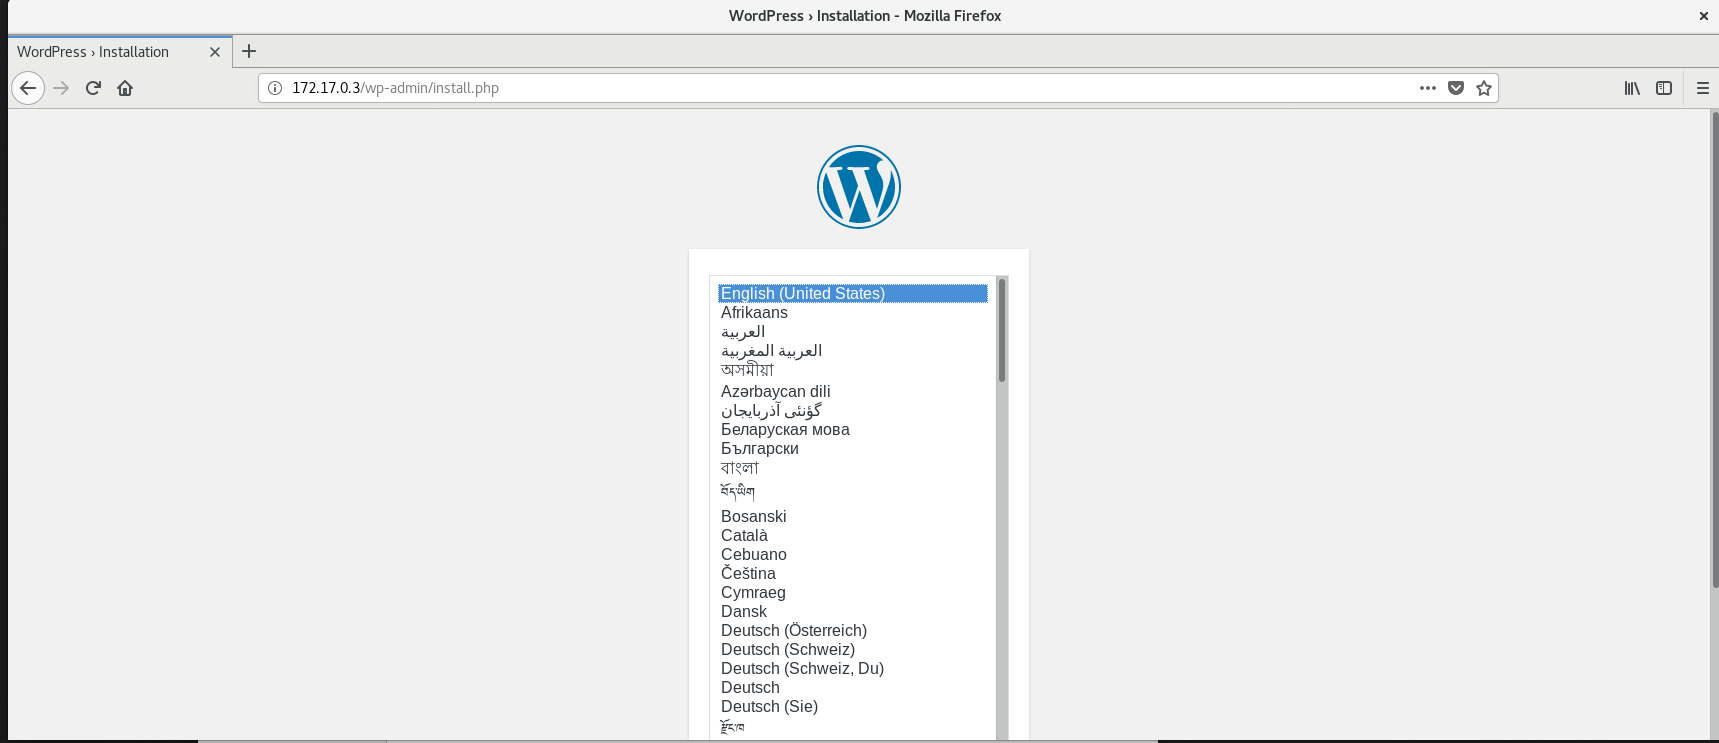 WordPress › Installation - Mozilla Firefox
WordPress › Installation
172.17.0.3/wp-admin/install.php
English (United States)
Afrikaans
العربية
العربية المغربية
অসমীয়া
Azərbaycan dili
گؤنئی آذربایجان
Беларуская мова
Български
বাংলা
བོད་ཡིག
Bosanski
Català
Cebuano
Čeština
Cymraeg
Dansk
Deutsch (Österreich)
Deutsch (Schweiz)
Deutsch (Schweiz, Du)
Deutsch
Deutsch (Sie)
རྫོང་ཁ